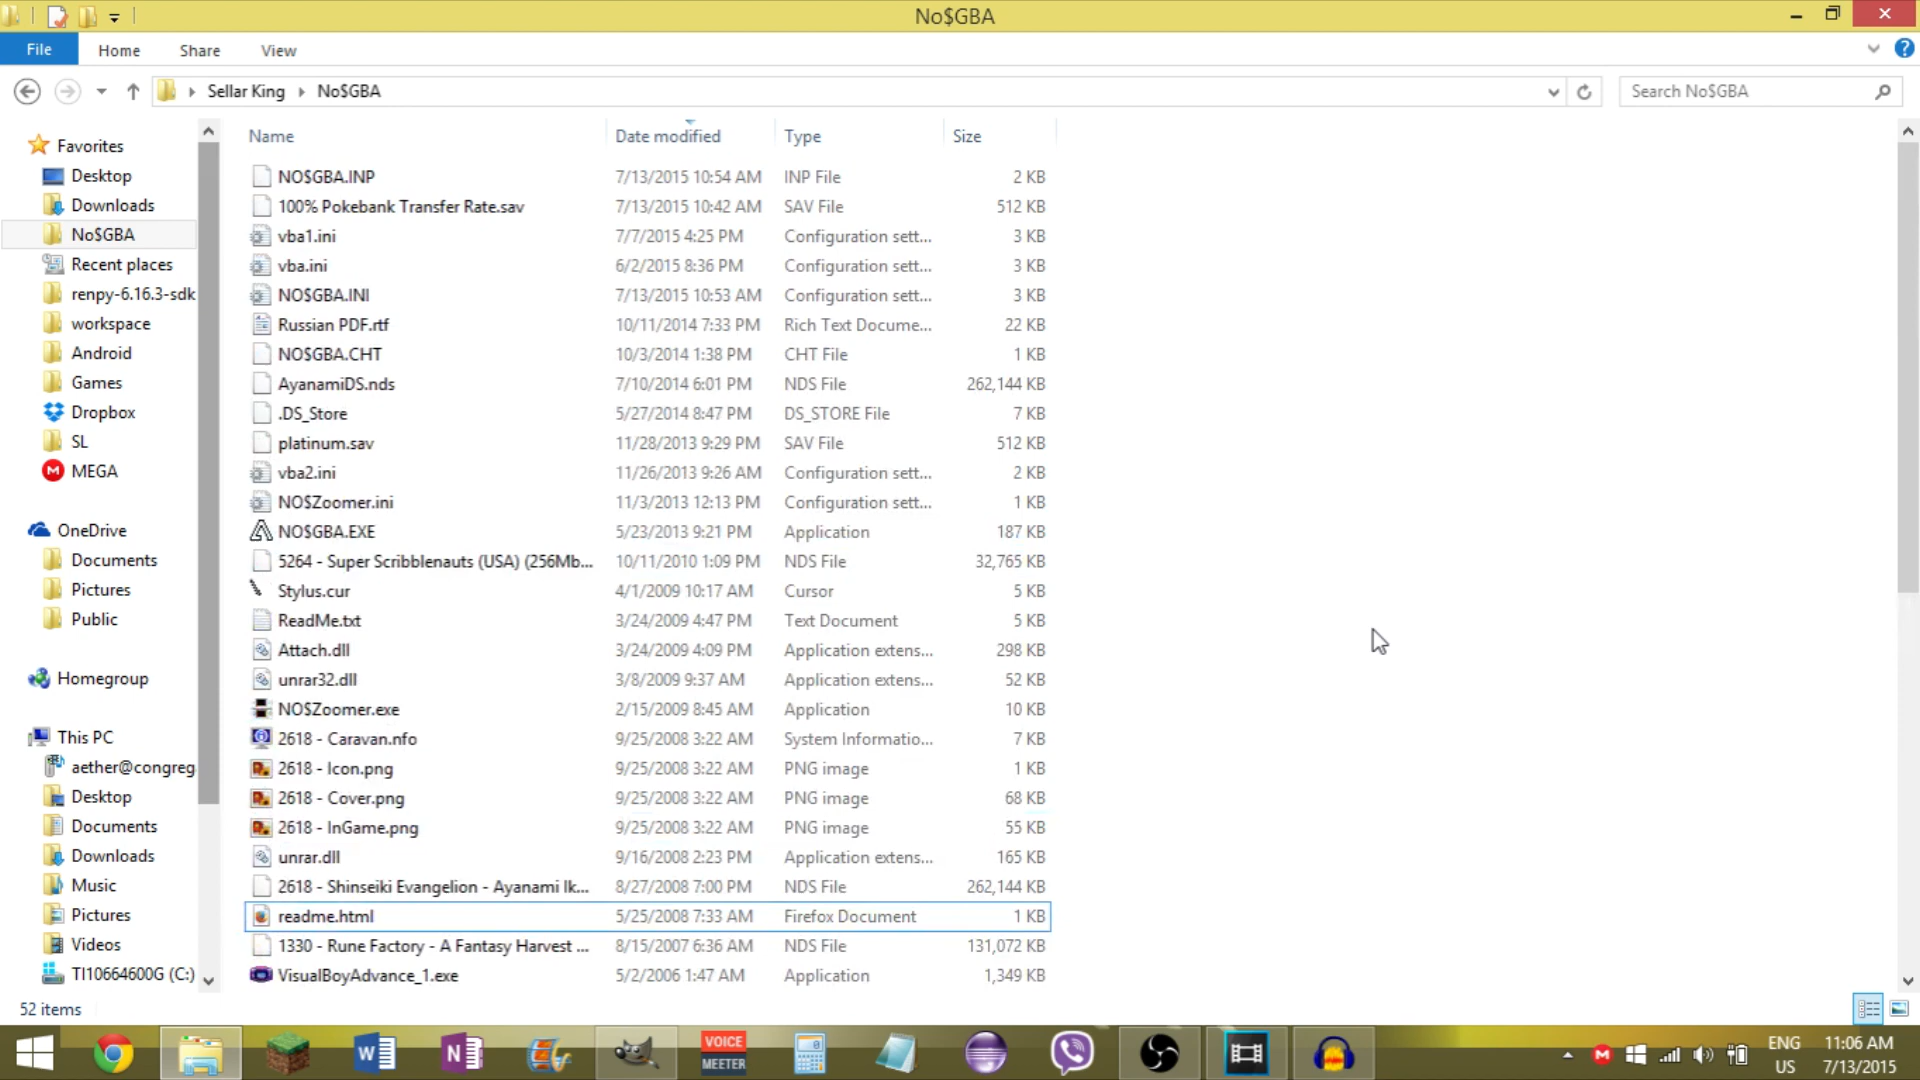 No$GBA
File Home Share View
Sellar King No$GBA Search No$GBA
Name Date modified Type Size
Favorites
Desktop
Downloads
No$GBA
Recent places
renpy-6.16.3-sdk
workspace
Android
Games
Dropbox
SL
MEGA
OneDrive
Documents
Pictures
Public
Homegroup
This PC
aether@congreg
Desktop
Documents
Downloads
Music
Pictures
Videos
TI10664600G (C:)
NO$GBA.INP 7/13/2015 10:54 AM INP File 2 KB
100% Pokebank Transfer Rate.sav 7/13/2015 10:42 AM SAV File 512 KB
vba1.ini 7/7/2015 4:25 PM Configuration sett... 3 KB
vba.ini 6/2/2015 8:36 PM Configuration sett... 3 KB
NO$GBA.INI 7/13/2015 10:53 AM Configuration sett... 3 KB
Russian PDF.rtf 10/11/2014 7:33 PM Rich Text Docume... 22 KB
NO$GBA.CHT 10/3/2014 1:38 PM CHT File 1 KB
AyanamiDS.nds 7/10/2014 6:01 PM NDS File 262,144 KB
.DS_Store 5/27/2014 8:47 PM DS_STORE File 7 KB
platinum.sav 11/28/2013 9:29 PM SAV File 512 KB
vba2.ini 11/26/2013 9:26 AM Configuration sett... 2 KB
NO$Zoomer.ini 11/3/2013 12:13 PM Configuration sett... 1 KB
NO$GBA.EXE 5/23/2013 9:21 PM Application 187 KB
5264 - Super Scribblenauts (USA) (256Mb... 10/11/2010 1:09 PM NDS File 32,765 KB
Stylus.cur 4/1/2009 10:17 AM Cursor 5 KB
ReadMe.txt 3/24/2009 4:47 PM Text Document 5 KB
Attach.dll 3/24/2009 4:09 PM Application extens... 298 KB
unrar32.dll 3/8/2009 9:37 AM Application extens... 52 KB
NO$Zoomer.exe 2/15/2009 8:45 AM Application 10 KB
2618 - Caravan.nfo 9/25/2008 3:22 AM System Informatio... 7 KB
2618 - Icon.png 9/25/2008 3:22 AM PNG image 1 KB
2618 - Cover.png 9/25/2008 3:22 AM PNG image 68 KB
2618 - InGame.png 9/25/2008 3:22 AM PNG image 55 KB
unrar.dll 9/16/2008 2:23 PM Application extens... 165 KB
2618 - Shinseiki Evangelion - Ayanami Ik... 8/27/2008 7:00 PM NDS File 262,144 KB
readme.html 5/25/2008 7:33 AM Firefox Document 1 KB
1330 - Rune Factory - A Fantasy Harvest ... 8/15/2007 6:36 AM NDS File 131,072 KB
VisualBoyAdvance_1.exe 5/2/2006 1:47 AM Application 1,349 KB
52 items
VOICE
MEETER
ENG 11:06 AM
US 7/13/2015